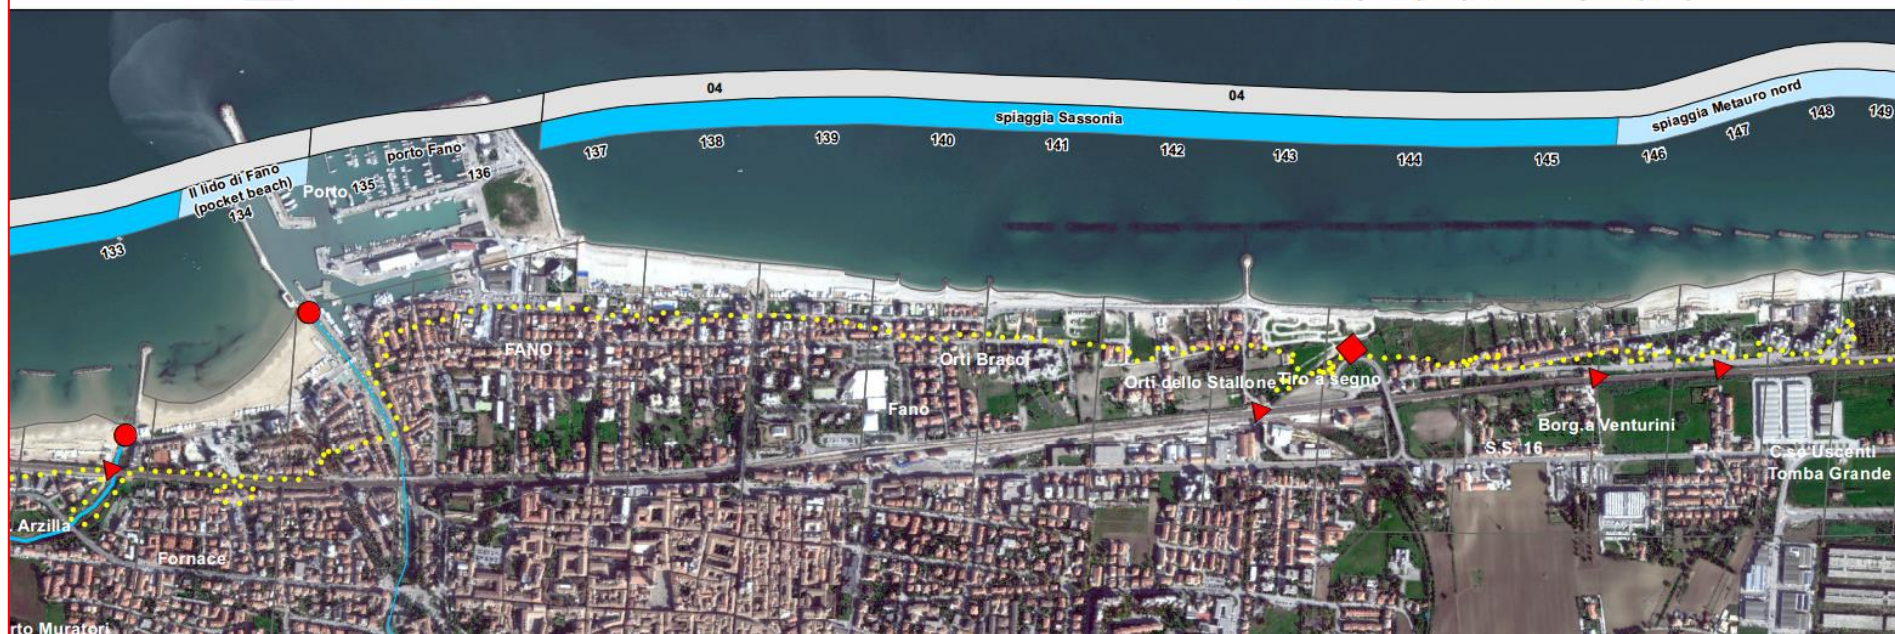 04
04
spiaggia Sassonia
spiaggia Metauro nord
137
138
139
140
141
142
143
144
145
146
147
148
149
porto Fano
135
136
Il lido di Fano
(pocket beach)
134
Porto
133
FANO
Orti Bracci
Orti dello Stallone
Tiro a segno
Fano
Borg.a Venturini
S.S. 16
C.se Uscenti
Tomba Grande
. Arzilla
Fornace
rto Muratori